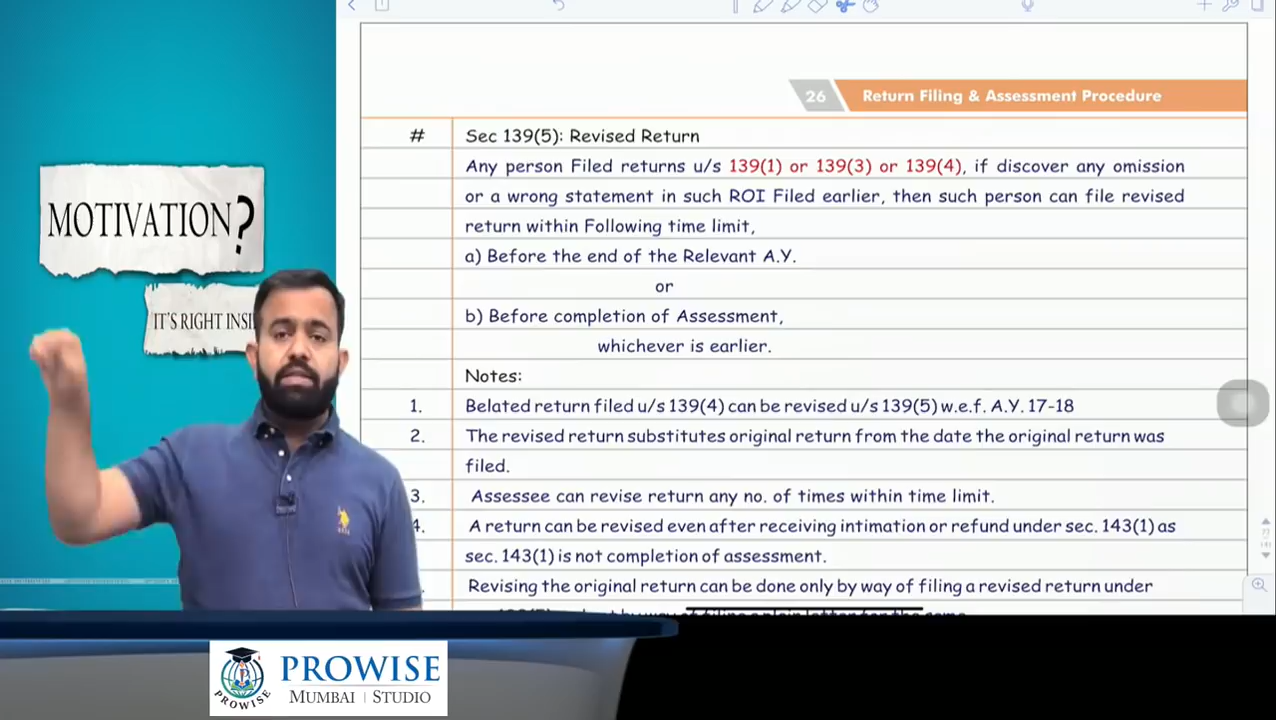 MOTIVATION?
IT'S RIGHT INSI
26 Return Filing & Assessment Procedure
# Sec 139(5): Revised Return
Any person Filed returns u/s 139(1) or 139(3) or 139(4), if discover any omission
or a wrong statement in such ROI Filed earlier, then such person can file revised
return within Following time limit,
a) Before the end of the Relevant A.Y.
or
b) Before completion of Assessment,
whichever is earlier.
Notes:
1. Belated return filed u/s 139(4) can be revised u/s 139(5) w.e.f. A.Y. 17-18
2. The revised return substitutes original return from the date the original return was
filed.
3. Assessee can revise return any no. of times within time limit.
4. A return can be revised even after receiving intimation or refund under sec. 143(1) as
sec. 143(1) is not completion of assessment.
Revising the original return can be done only by way of filing a revised return under
PROWISE
PROWISE
MUMBAI | STUDIO